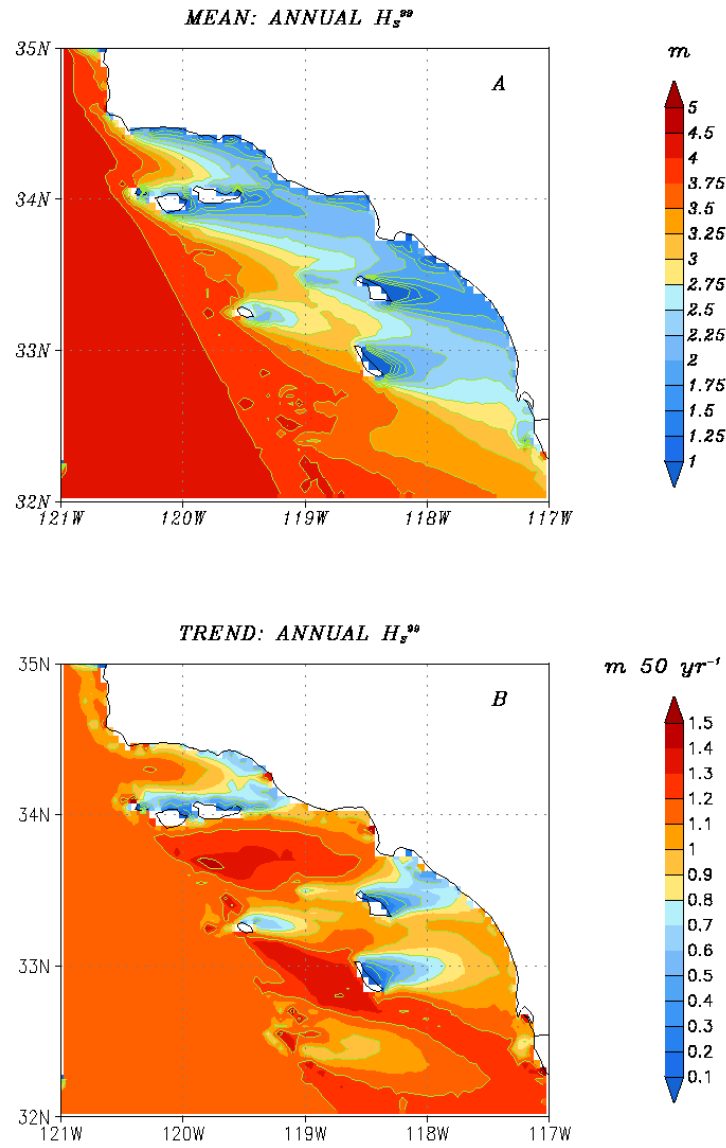 MEAN: ANNUAL Hₛ⁹⁹
m
A
35N
34N
33N
32N
121W 120W 119W 118W 117W
5
4.5
4
3.75
3.5
3.25
3
2.75
2.5
2.25
2
1.75
1.5
1.25
1
TREND: ANNUAL Hₛ⁹⁹
m 50 yr⁻¹
B
35N
34N
33N
32N
121W 120W 119W 118W 117W
1.5
1.4
1.3
1.2
1.1
1
0.9
0.8
0.7
0.6
0.5
0.4
0.3
0.2
0.1